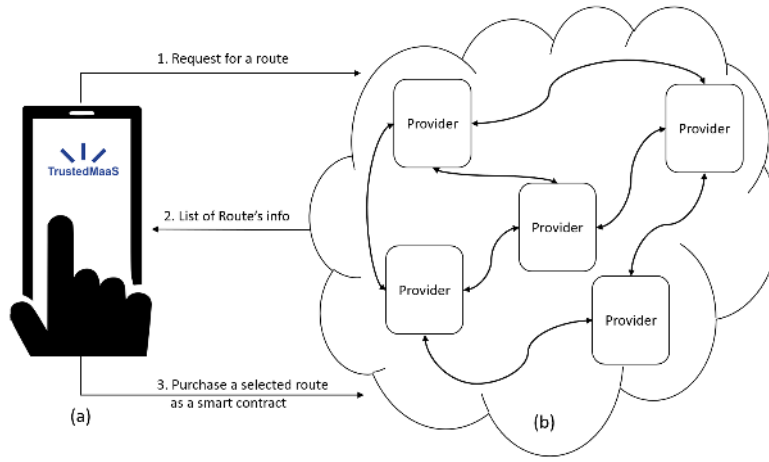 1. Request for a route
Provider
Provider
TrustedMaaS
2. List of Route's info
Provider
Provider
Provider
3. Purchase a selected route
as a smart contract
(a)
(b)